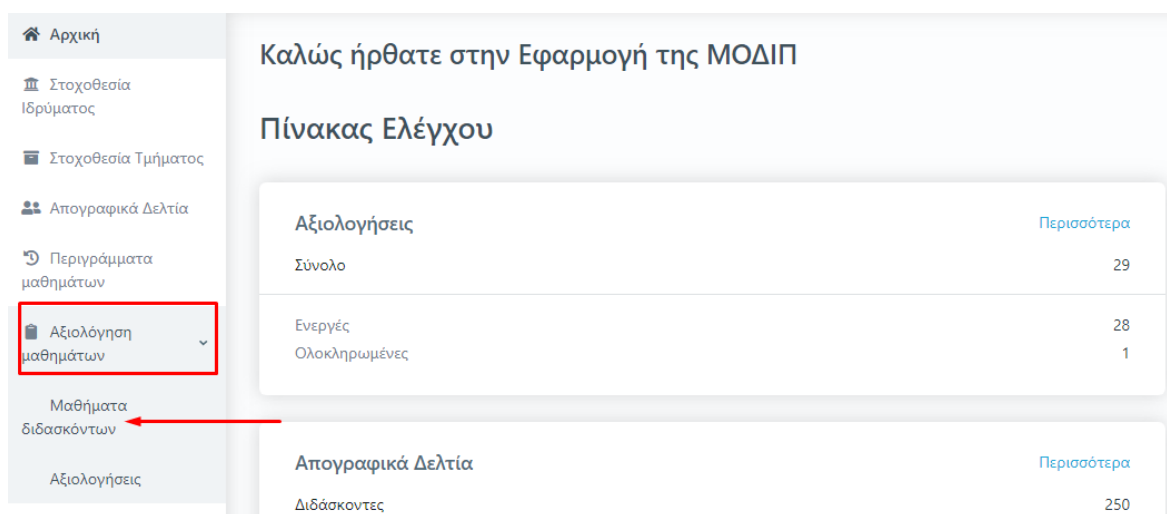 Αρχική
Στοχοθεσία
Ιδρύματος
Στοχοθεσία Τμήματος
Απογραφικά Δελτία
Περιγράμματα
μαθημάτων
Αξιολόγηση
μαθημάτων
Μαθήματα
διδασκόντων
Αξιολογήσεις
Καλώς ήρθατε στην Εφαρμογή της ΜΟΔΙΠ
Πίνακας Ελέγχου
Αξιολογήσεις Περισσότερα
Σύνολο 29
Ενεργές 28
Ολοκληρωμένες 1
Απογραφικά Δελτία Περισσότερα
Διδάσκοντες 250